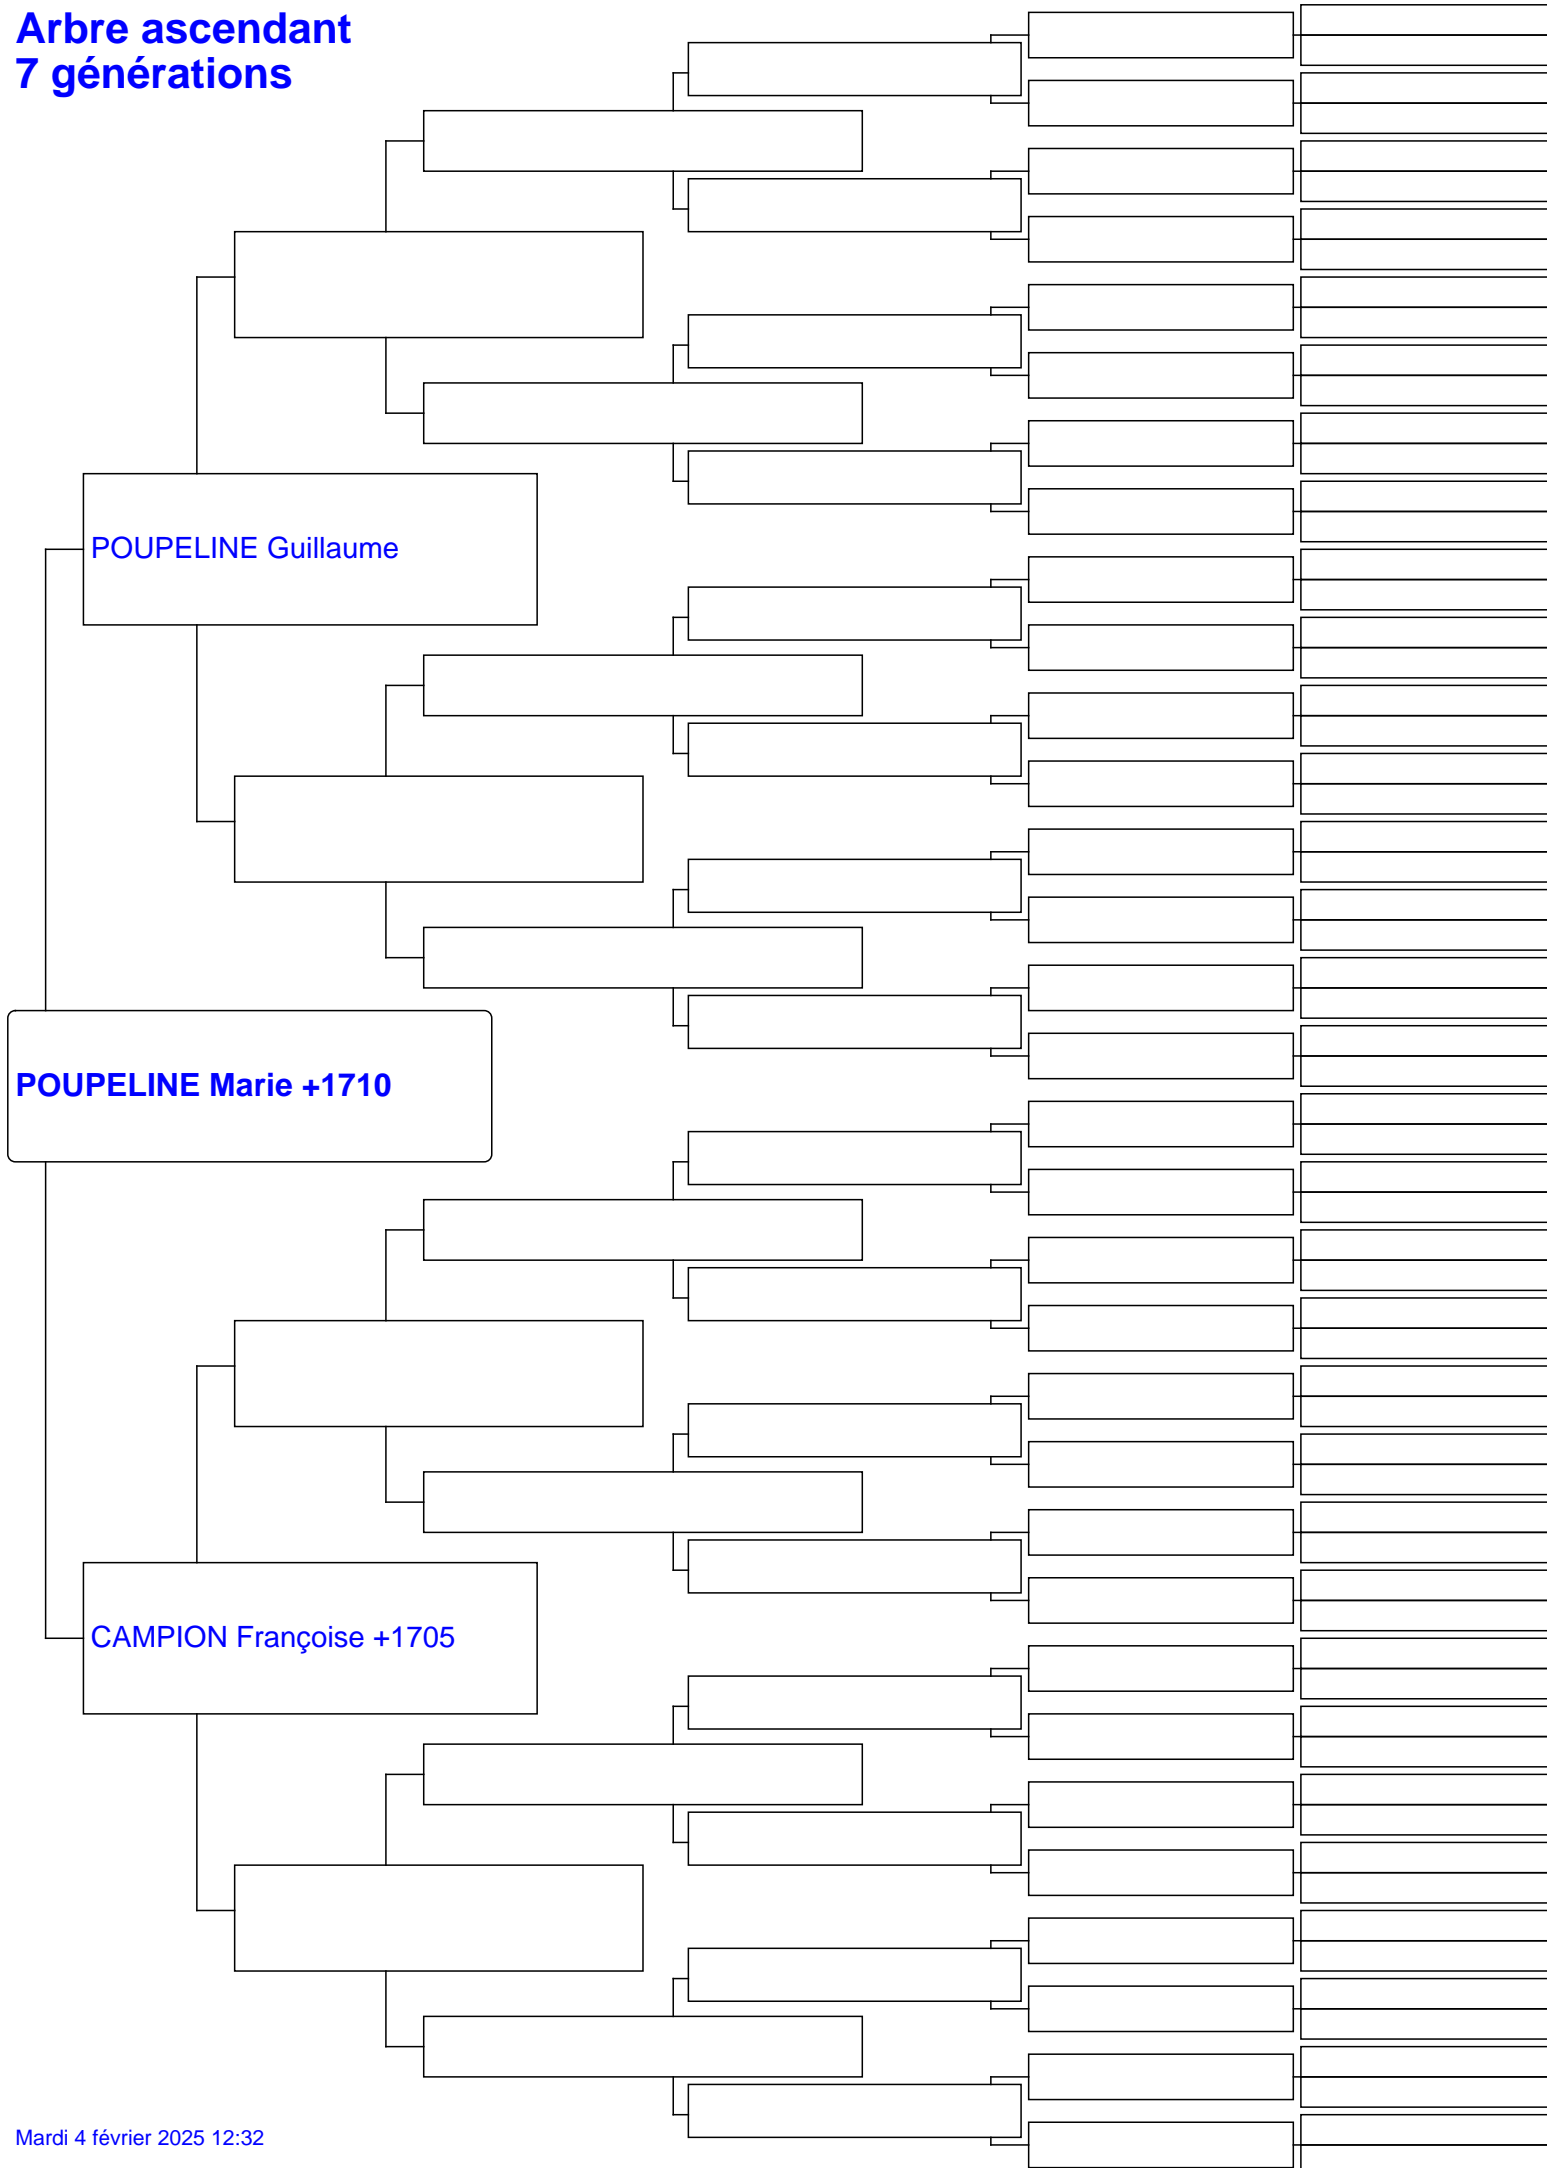 Arbre ascendant
7 générations
POUPELINE Guillaume
POUPELINE Marie +1710
CAMPION Françoise +1705
Mardi 4 février 2025 12:32